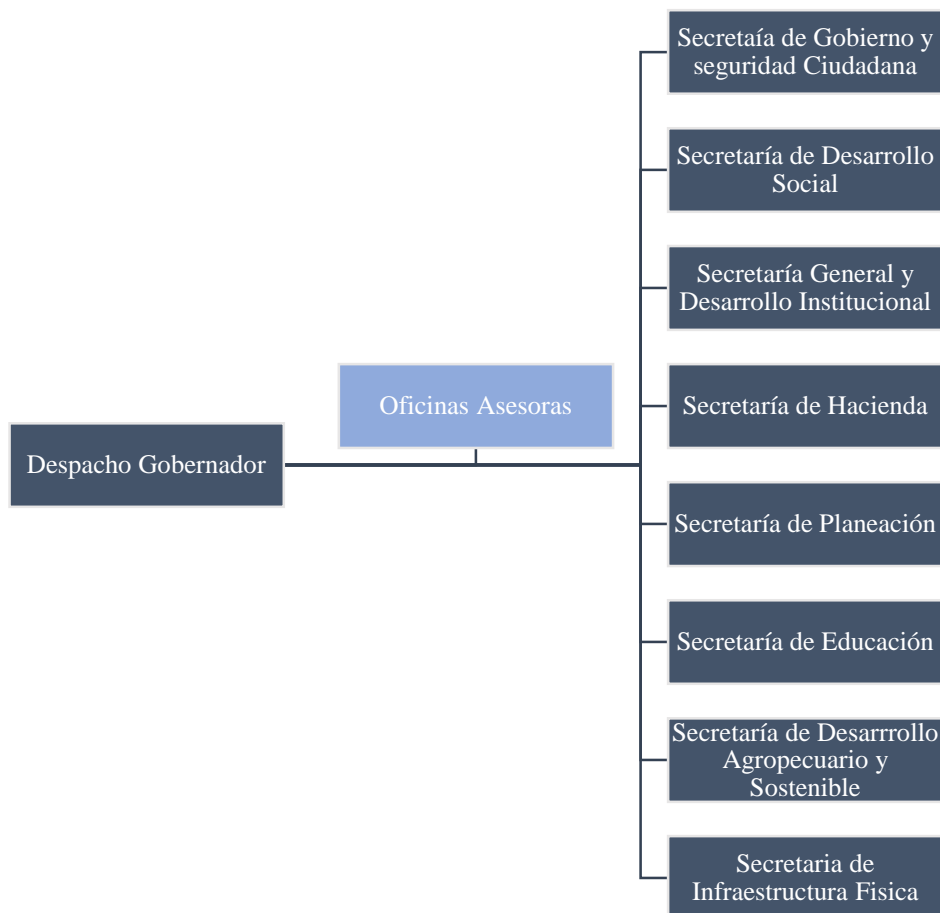 Secretaía de Gobierno y
seguridad Ciudadana
Secretaría de Desarrollo
Social
Secretaría General y
Desarrollo Institucional
Oficinas Asesoras
Secretaría de Hacienda
Despacho Gobernador
Secretaría de Planeación
Secretaría de Educación
Secretaría de Desarrrollo
Agropecuario y
Sostenible
Secretaria de
Infraestructura Fisica